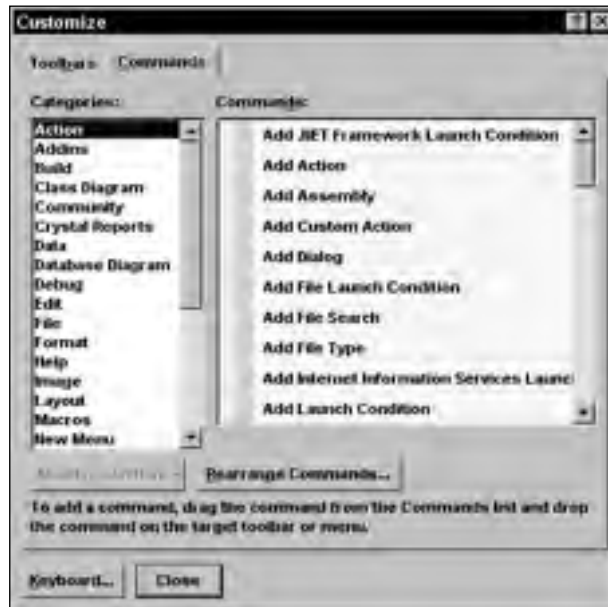 Customize
Toolbars Commands
Categories: Commands:
Action
Addins
Build
Class Diagram
Community
Crystal Reports
Data
Database Diagram
Debug
Edit
File
Format
Help
Image
Layout
Macros
New Menu
Add .NET Framework Launch Condition
Add Action
Add Assembly
Add Custom Action
Add Dialog
Add File Launch Condition
Add File Search
Add File Type
Add Internet Information Services Launc
Add Launch Condition
Rearrange Commands...
To add a command, drag the command from the Commands list and drop
the command on the target toolbar or menu.
Keyboard... Close